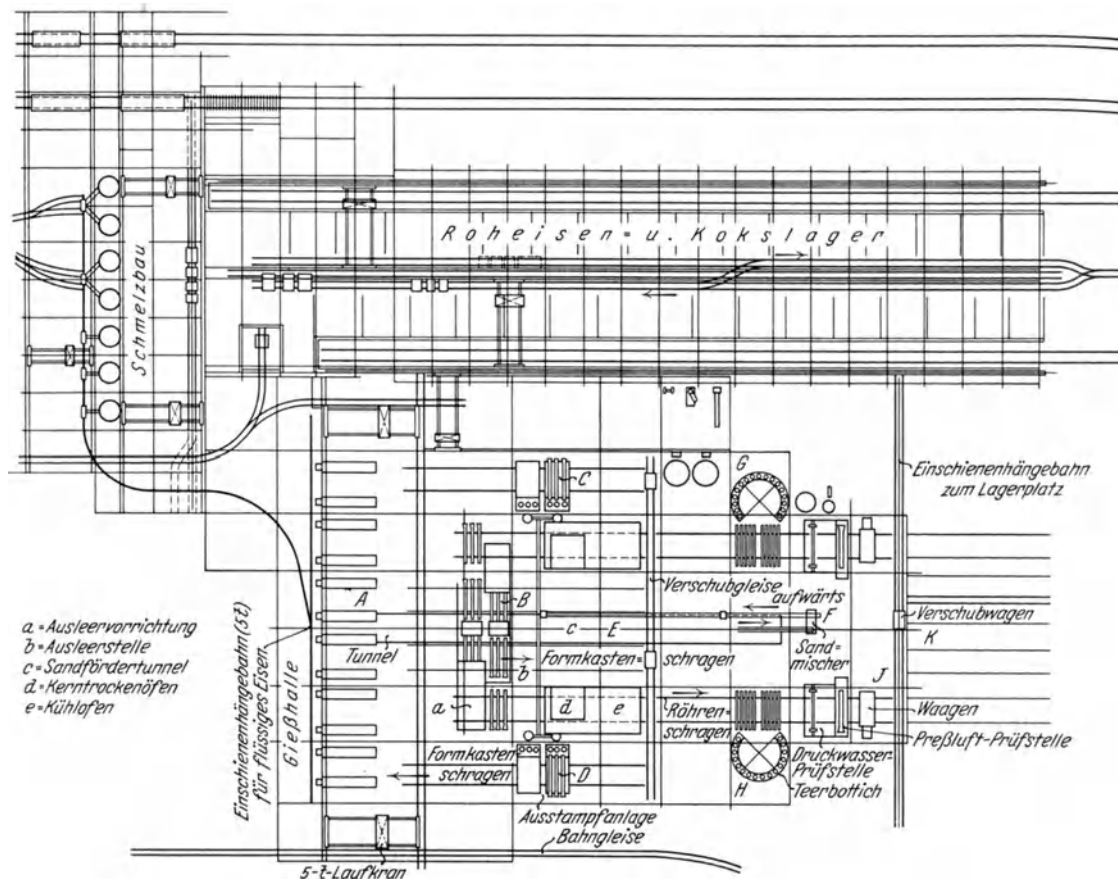 Roheisen= u. Kokslager
Schmelzbau
Einschienenhängebahn
zum Lagerplatz
C
G
A
B
Verschubgleise
aufwärts
F
Verschubwagen
K
c
E
Sand=
mischer
Tunnel
b
Formkasten=
schragen
J
a = Ausleervorrichtung
b = Ausleerstelle
c = Sandfördertunnel
d = Kerntrockenöfen
e = Kühlofen
Einschienenhängebahn (5t)
für flüssiges Eisen
Gießhalle
a
d
e
Röhren=
schragen
Waagen
Preßluft-Prüfstelle
Druckwasser-
Prüfstelle
Teerbottich
Formkasten
schragen
D
H
Ausstampfanlage
Bahngleise
5-t-Laufkran